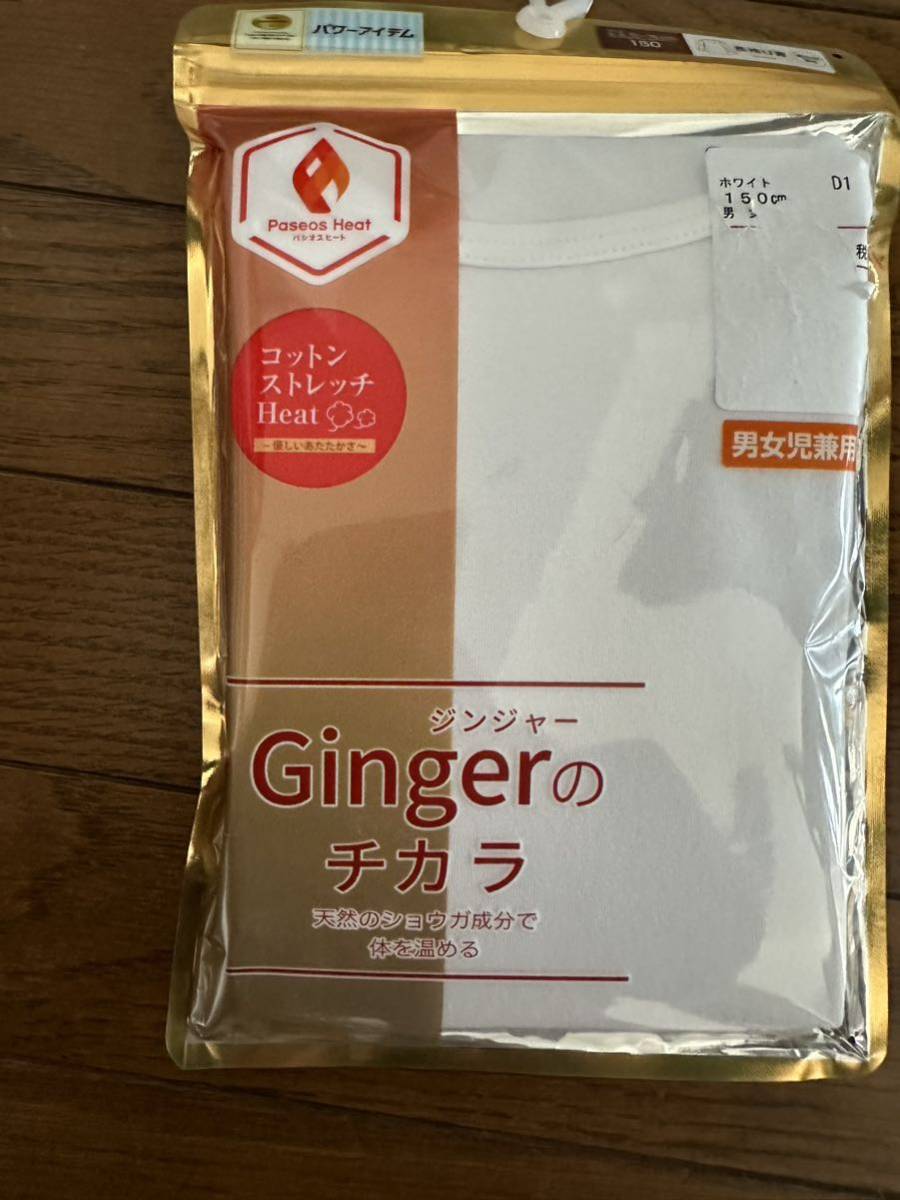 パワーアイテム
150
Paseos Heat
パシオスヒート
ホワイト D1
150㎝
男
税
コットン
ストレッチ
Heat
～優しいあたたかさ～
男女児兼用
ジンジャー
Gingerの
チカラ
天然のショウガ成分で
体を温める